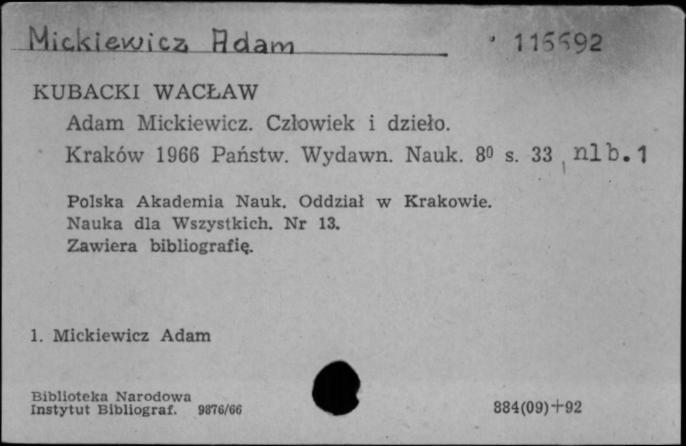 Mickiewicz Adam
115592
KUBACKI WACŁAW
Adam Mickiewicz. Człowiek i dzieło.
Kraków 1966 Państw. Wydawn. Nauk. 8⁰ s. 33, nlb. 1
Polska Akademia Nauk. Oddział w Krakowie.
Nauka dla Wszystkich. Nr 13.
Zawiera bibliografię.
1. Mickiewicz Adam
Biblioteka Narodowa
Instytut Bibliograf. 9876/66
884(09)+92